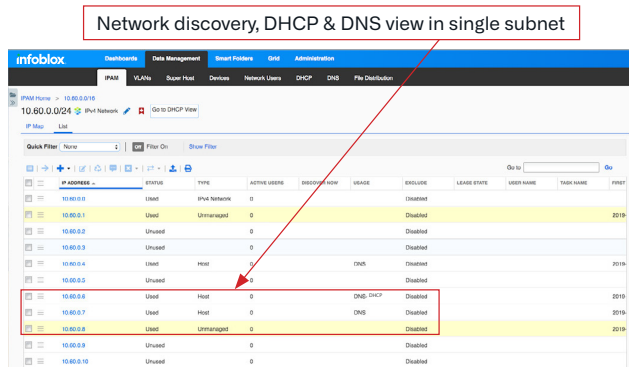 Network discovery, DHCP & DNS view in single subnet
Infoblox Dashboards Data Management Smart Folders Grid Administration
IPAM VLANs Super Host Devices Network Users DHCP DNS File Distribution
IPAM Home > 10.60.0.0/16
10.60.0.0/24 IPv4 Network Go to DHCP View
IP Map List
Quick Filter None Off Filter On Show Filter
Go to Go
IP ADDRESS STATUS TYPE ACTIVE USERS DISCOVER NOW USAGE EXCLUDE LEASE STATE USER NAME TASK NAME FIRST
10.60.0.0 Used IPv4 Network 0 Disabled
10.60.0.1 Used Unmanaged 0 Disabled 2019-
10.60.0.2 Unused 0 Disabled
10.60.0.3 Unused 0 Disabled
10.60.0.4 Used Host 0 DNS Disabled 2019-
10.60.0.5 Unused 0 Disabled
10.60.0.6 Used Host 0 DNS, DHCP Disabled 2019-
10.60.0.7 Used Host 0 DNS Disabled 2019-
10.60.0.8 Used Unmanaged 0 Disabled 2019-
10.60.0.9 Unused 0 Disabled
10.60.0.10 Unused 0 Disabled